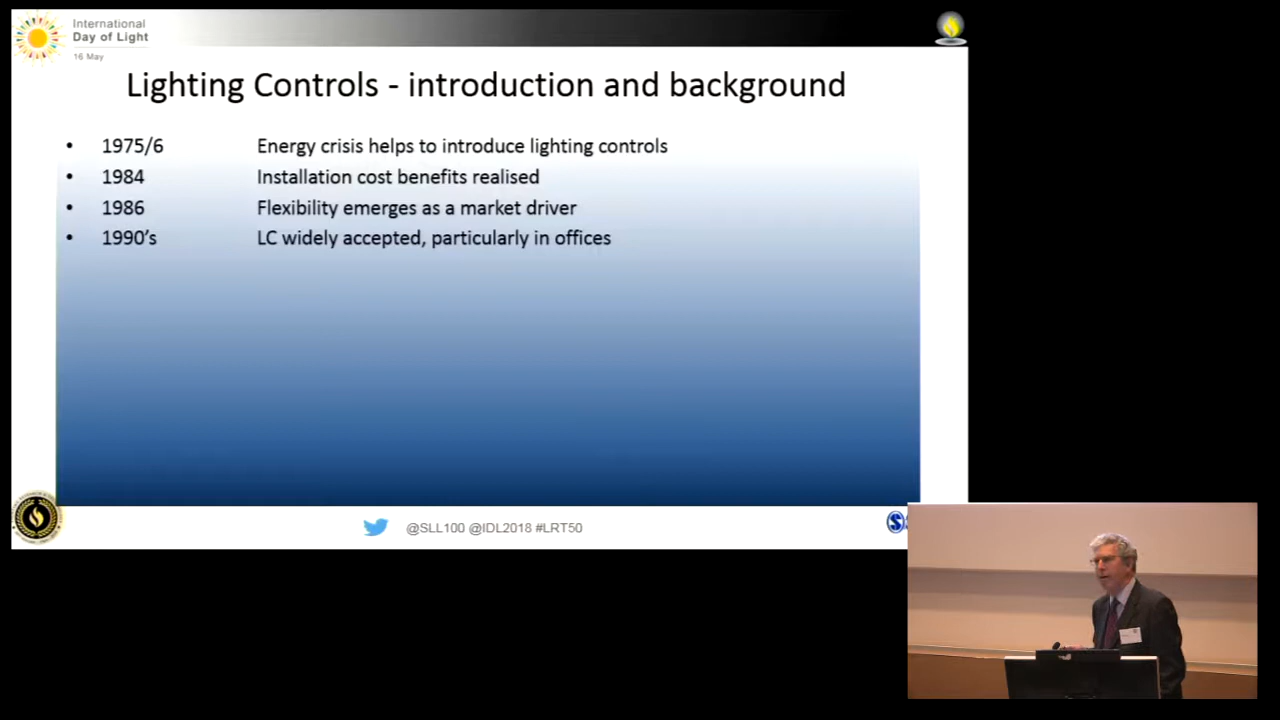 International
Day of Light
16 May
Lighting Controls - introduction and background
• 1975/6 Energy crisis helps to introduce lighting controls
• 1984 Installation cost benefits realised
• 1986 Flexibility emerges as a market driver
• 1990's LC widely accepted, particularly in offices
@SLL100 @IDL2018 #LRT50